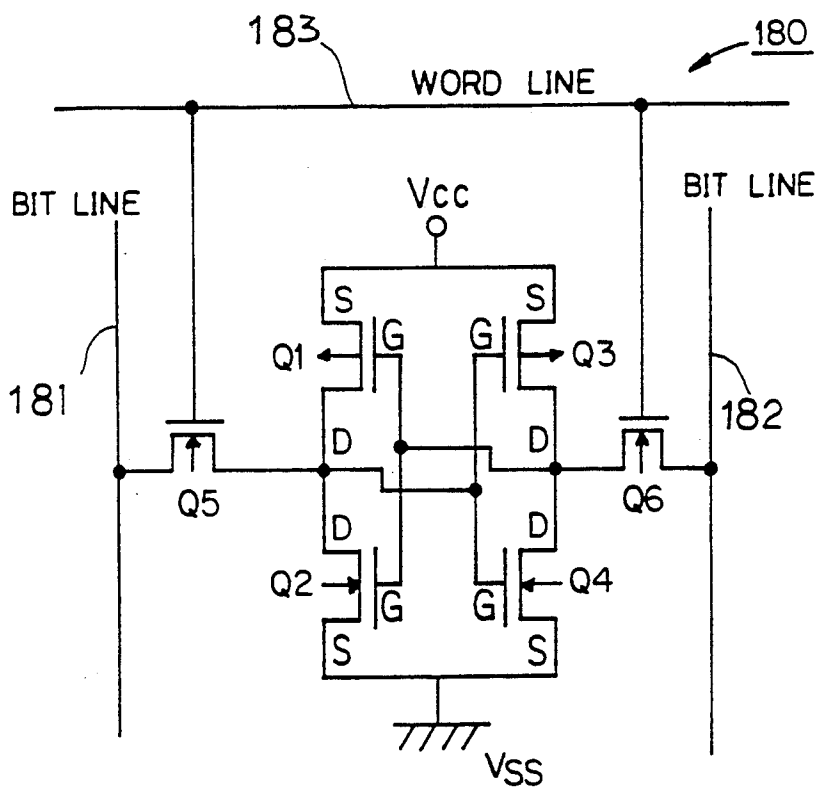 183
180
WORD LINE
BIT LINE
BIT LINE
Vcc
S
S
Q1
G
G
Q3
181
182
D
D
Q5
Q6
D
D
Q2
G
G
Q4
S
S
VSS